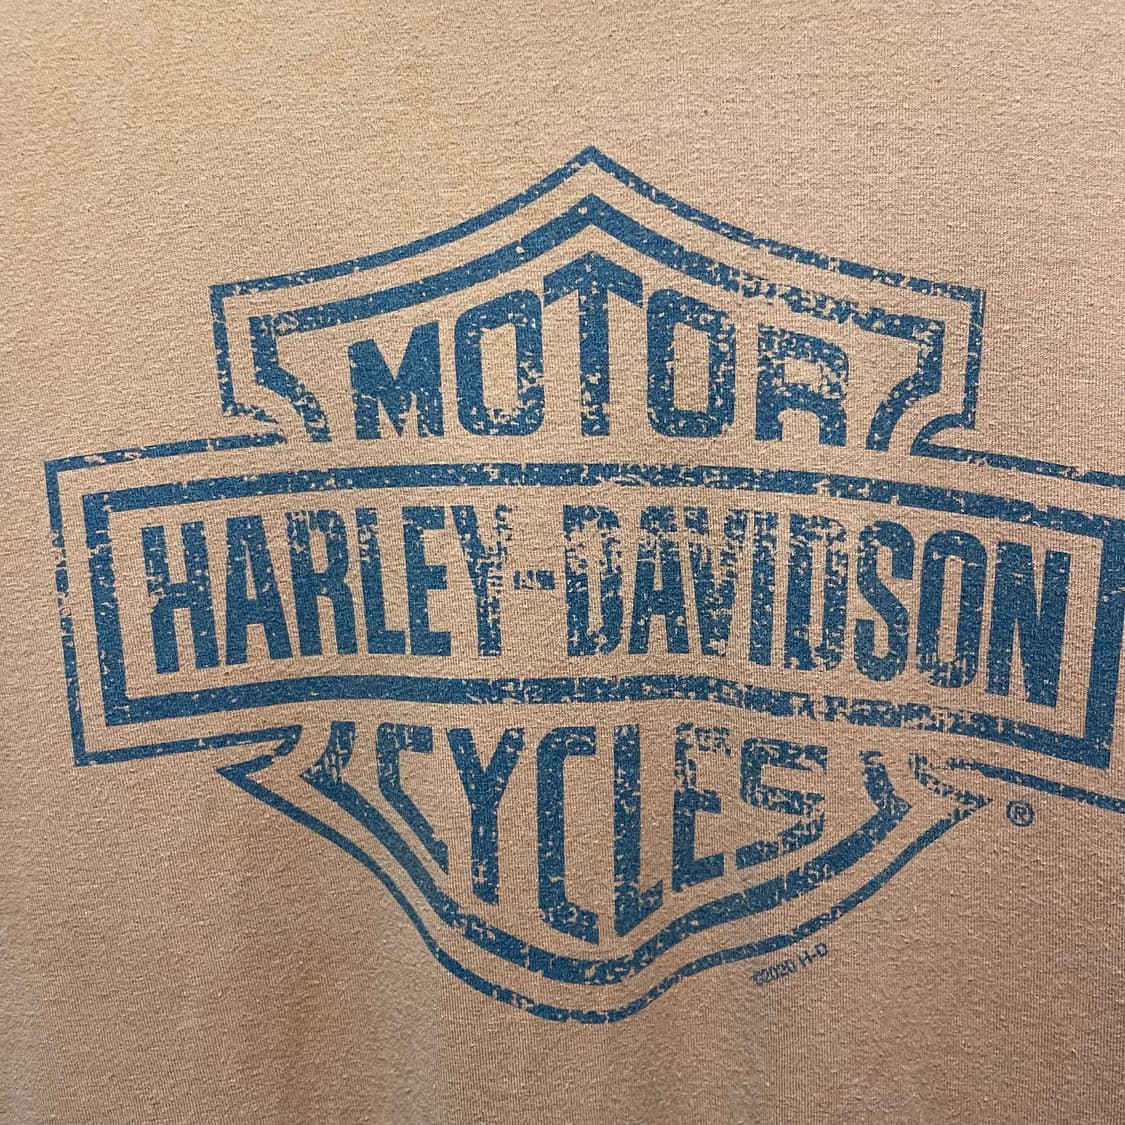 MOTOR
HARLEY-DAVIDSON
CYCLES
®
©2020 H-D